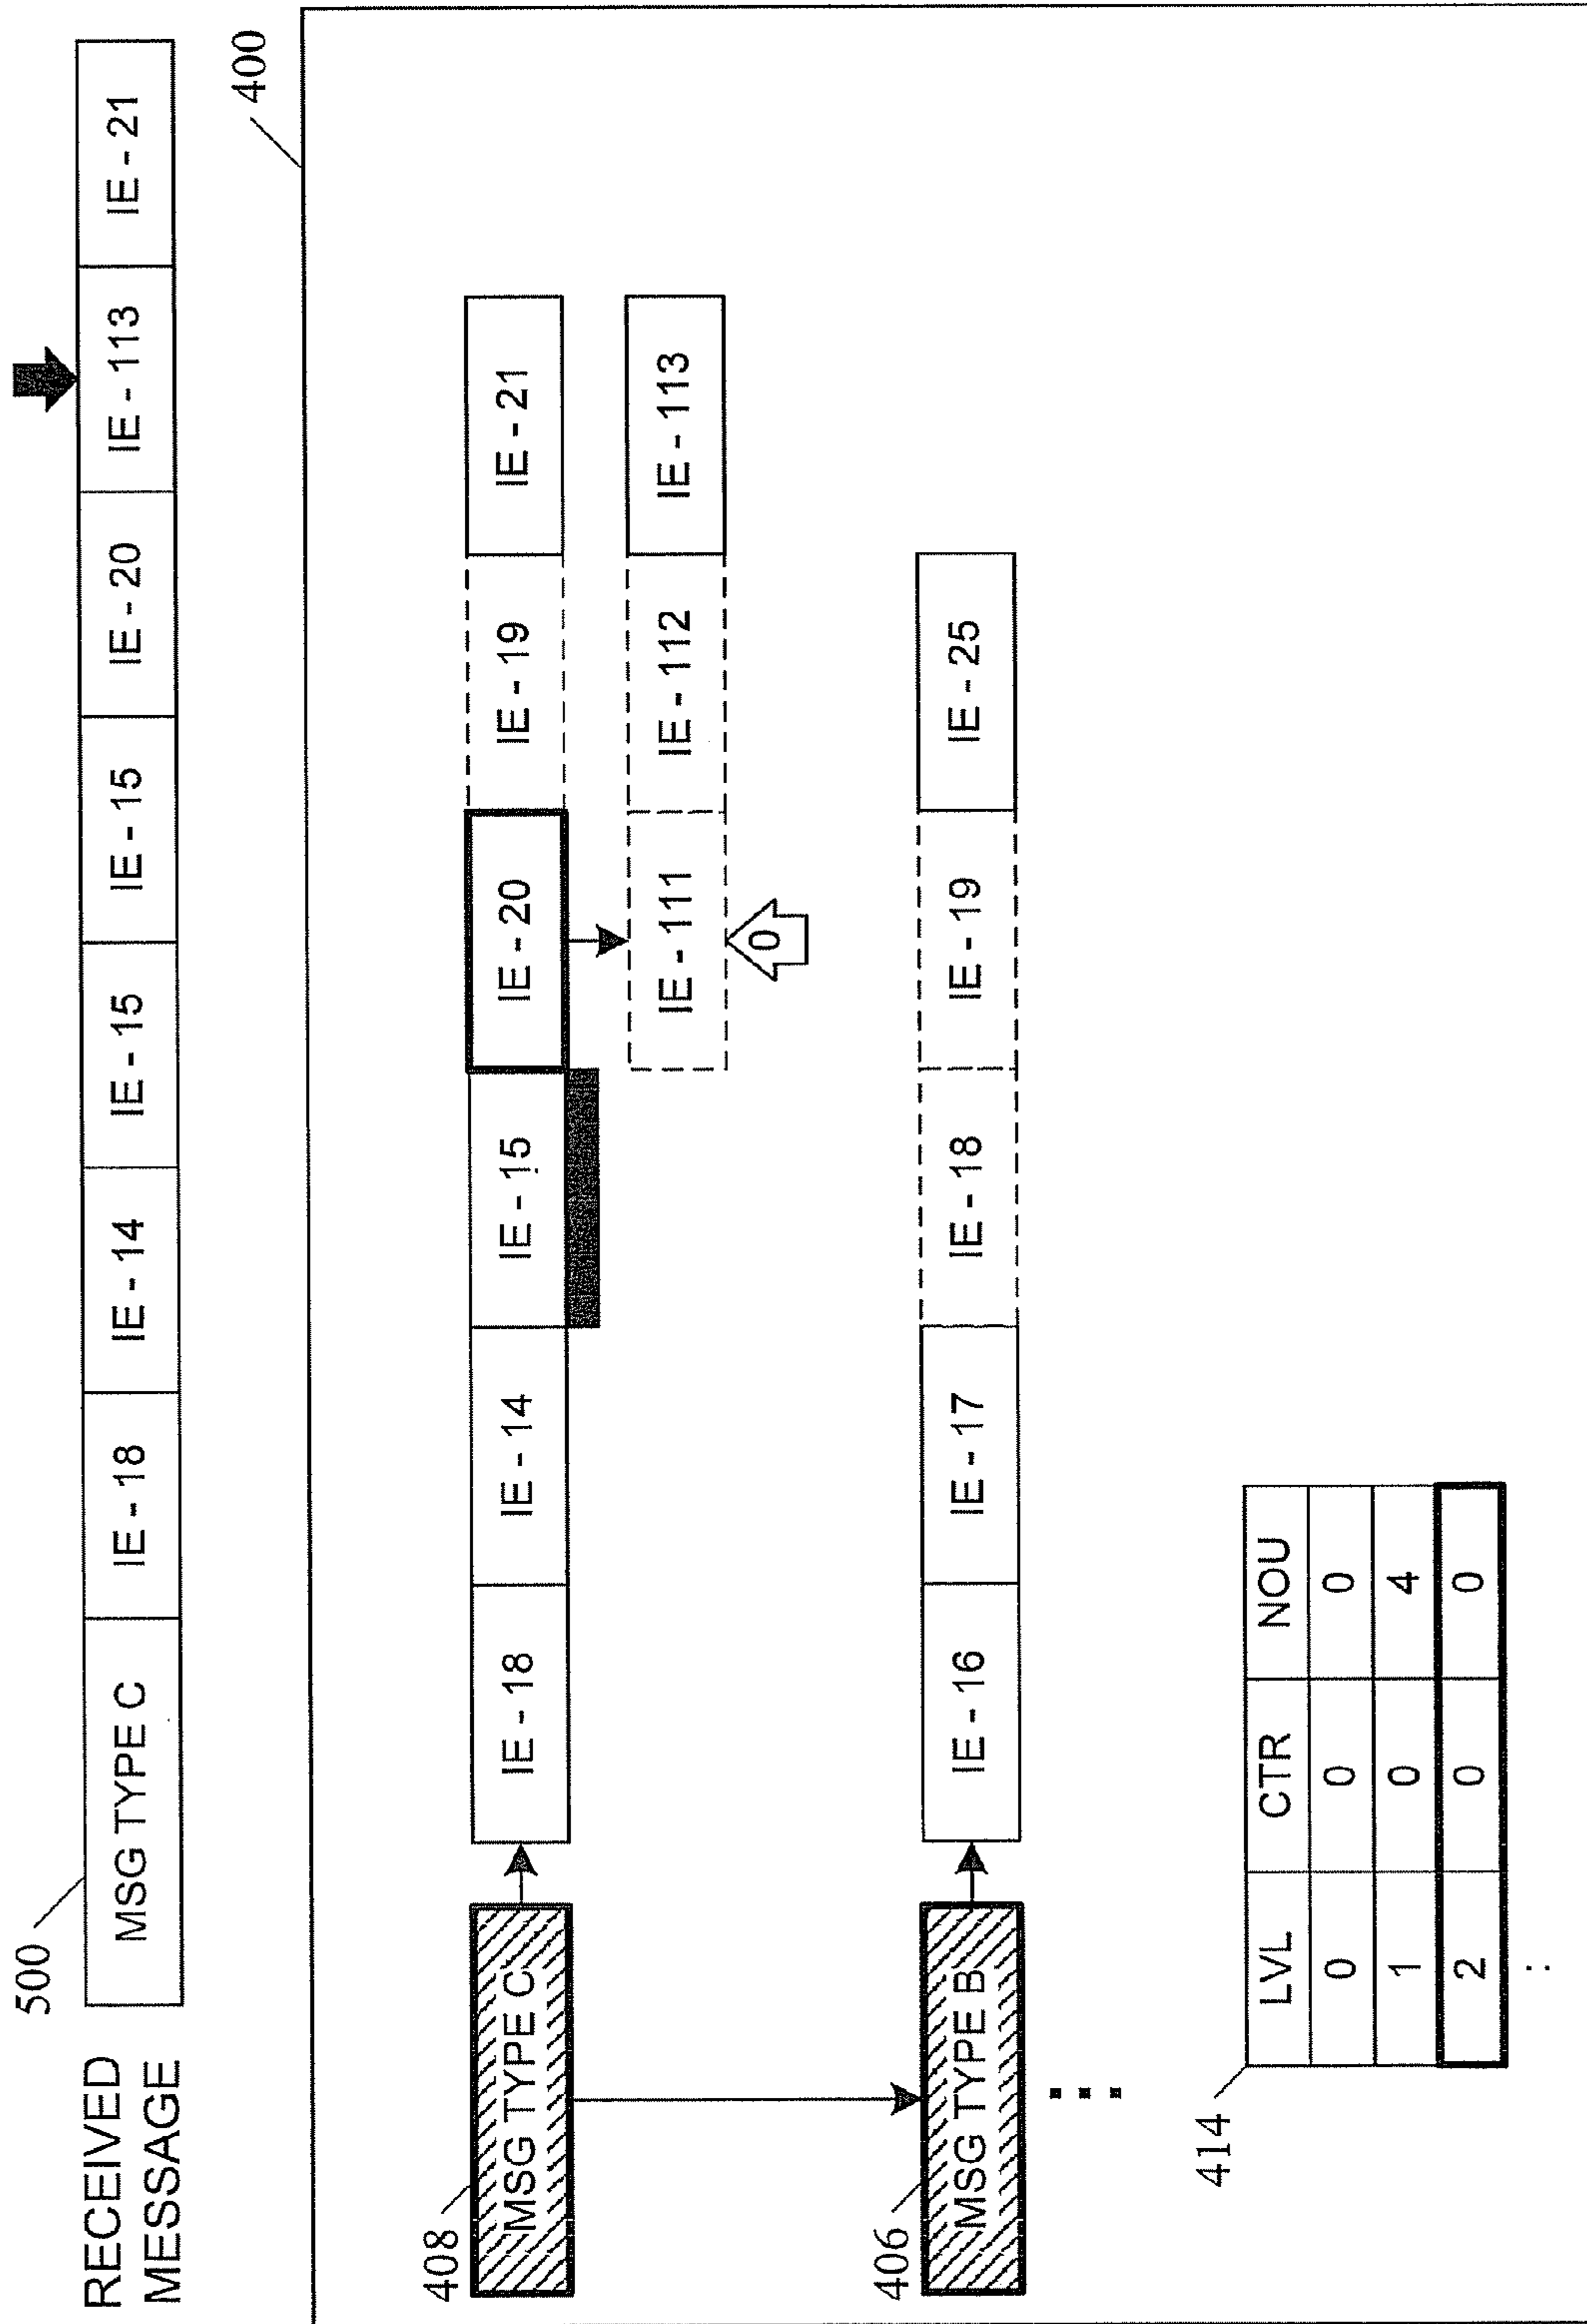 500
RECEIVED
MESSAGE
MSG TYPE C IE - 18 IE - 14 IE - 15 IE - 15 IE - 20 IE - 113 IE - 21
400
408
MSG TYPE C IE - 18 IE - 14 IE - 15 IE - 20 IE - 19 IE - 21
IE - 111 IE - 112 IE - 113
0
406
MSG TYPE B IE - 16 IE - 17 IE - 18 IE - 19 IE - 25
414
LVL CTR NOU
0 0 0
1 0 4
2 0 0